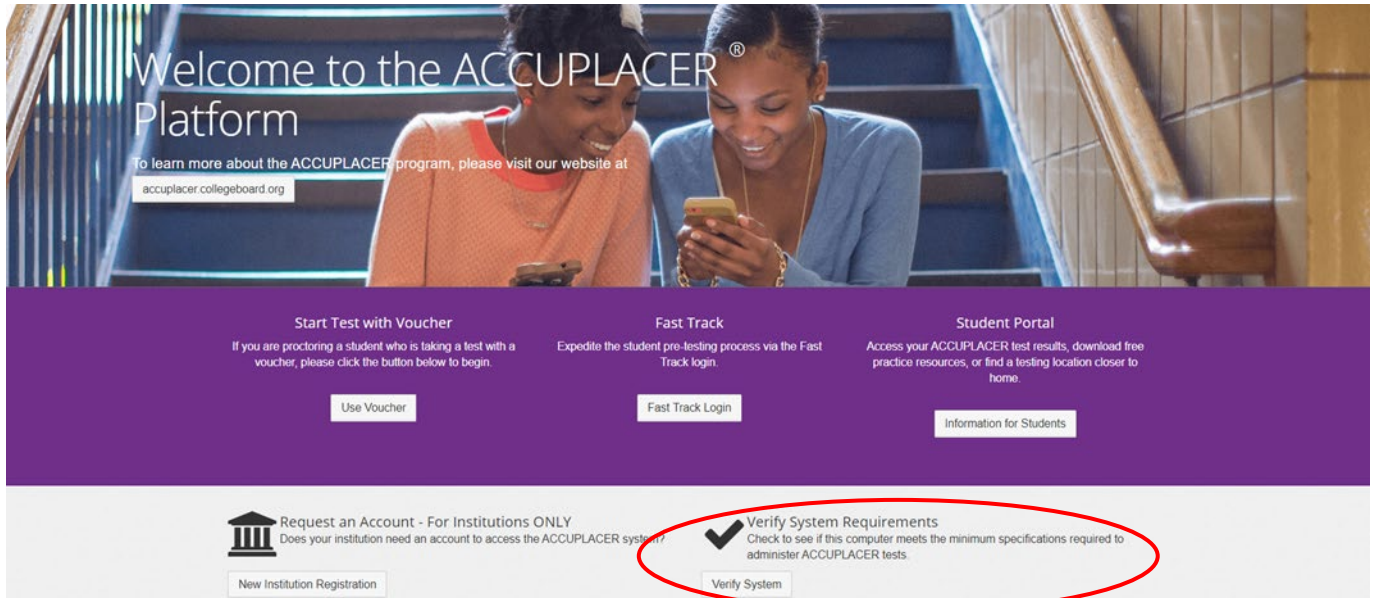 Welcome to the ACCUPLACER ®
Platform
To learn more about the ACCUPLACER program, please visit our website at
accuplacer.collegeboard.org
Start Test with Voucher
If you are proctoring a student who is taking a test with a
voucher, please click the button below to begin.
Use Voucher
Fast Track
Expedite the student pre-testing process via the Fast
Track login.
Fast Track Login
Student Portal
Access your ACCUPLACER test results, download free
practice resources, or find a testing location closer to
home.
Information for Students
Request an Account - For Institutions ONLY
Does your institution need an account to access the ACCUPLACER system?
New Institution Registration
Verify System Requirements
Check to see if this computer meets the minimum specifications required to
administer ACCUPLACER tests.
Verify System